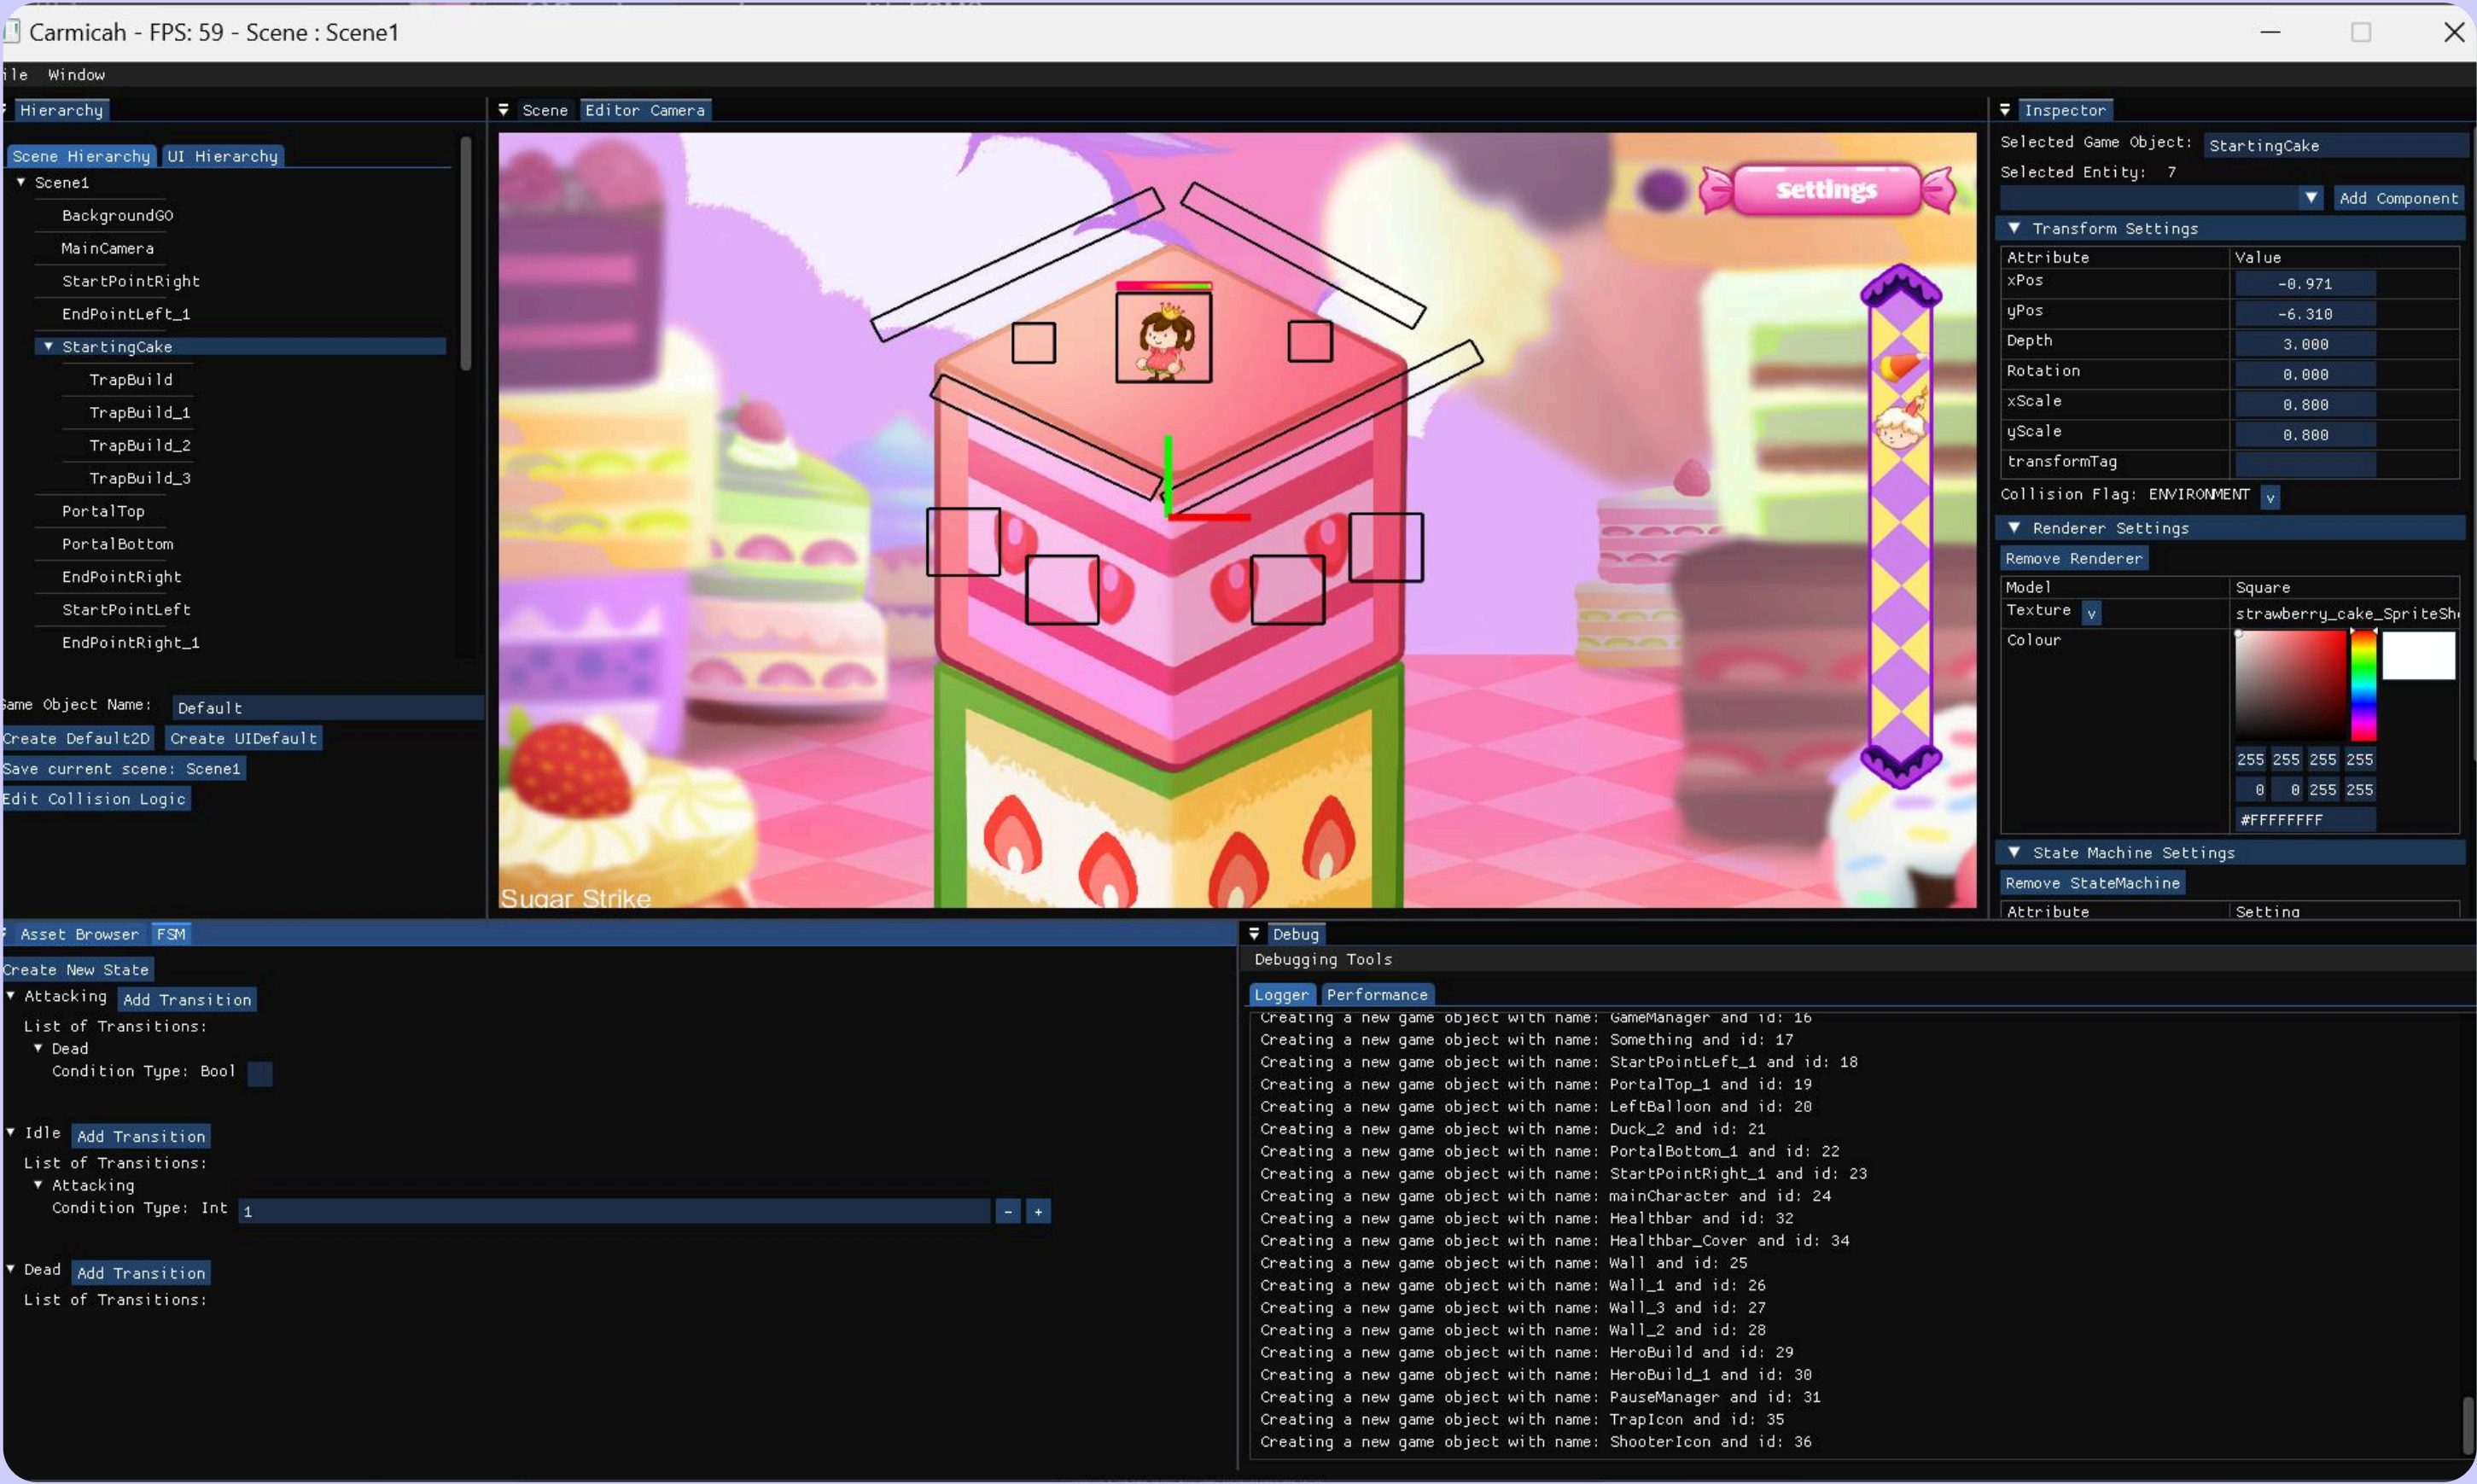 Carmicah - FPS: 59 - Scene : Scene1
ile Window
Hierarchy
Scene Hierarchy UI Hierarchy
Scene1
BackgroundGO
MainCamera
StartPointRight
EndPointLeft_1
StartingCake
TrapBuild
TrapBuild_1
TrapBuild_2
TrapBuild_3
PortalTop
PortalBottom
EndPointRight
StartPointLeft
EndPointRight_1
Game Object Name: Default
Create Default2D Create UIDefault
Save current scene: Scene1
Edit Collision Logic
Scene Editor Camera
settings
Sugar Strike
Inspector
Selected Game Object: StartingCake
Selected Entity: 7
Add Component
Transform Settings
Attribute Value
xPos -0.971
yPos -6.310
Depth 3.000
Rotation 0.000
xScale 0.800
yScale 0.800
transformTag
Collision Flag: ENVIRONMENT v
Renderer Settings
Remove Renderer
Model Square
Texture v strawberry_cake_SpriteSh
Colour
255 255 255 255
0 0 255 255
#FFFFFFFF
State Machine Settings
Remove StateMachine
Attribute Setting
Asset Browser FSM
Create New State
Attacking Add Transition
List of Transitions:
Dead
Condition Type: Bool
Idle Add Transition
List of Transitions:
Attacking
Condition Type: Int 1 - +
Dead Add Transition
List of Transitions:
Debug
Debugging Tools
Logger Performance
Creating a new game object with name: GameManager and id: 16
Creating a new game object with name: Something and id: 17
Creating a new game object with name: StartPointLeft_1 and id: 18
Creating a new game object with name: PortalTop_1 and id: 19
Creating a new game object with name: LeftBalloon and id: 20
Creating a new game object with name: Duck_2 and id: 21
Creating a new game object with name: PortalBottom_1 and id: 22
Creating a new game object with name: StartPointRight_1 and id: 23
Creating a new game object with name: mainCharacter and id: 24
Creating a new game object with name: Healthbar and id: 32
Creating a new game object with name: Healthbar_Cover and id: 34
Creating a new game object with name: Wall and id: 25
Creating a new game object with name: Wall_1 and id: 26
Creating a new game object with name: Wall_3 and id: 27
Creating a new game object with name: Wall_2 and id: 28
Creating a new game object with name: HeroBuild and id: 29
Creating a new game object with name: HeroBuild_1 and id: 30
Creating a new game object with name: PauseManager and id: 31
Creating a new game object with name: TrapIcon and id: 35
Creating a new game object with name: ShooterIcon and id: 36